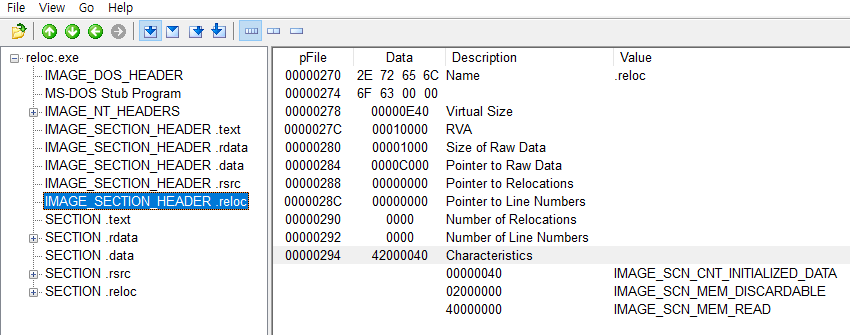 File View Go Help
reloc.exe
IMAGE_DOS_HEADER
MS-DOS Stub Program
IMAGE_NT_HEADERS
IMAGE_SECTION_HEADER .text
IMAGE_SECTION_HEADER .rdata
IMAGE_SECTION_HEADER .data
IMAGE_SECTION_HEADER .rsrc
IMAGE_SECTION_HEADER .reloc
SECTION .text
SECTION .rdata
SECTION .data
SECTION .rsrc
SECTION .reloc
pFile Data Description Value
00000270 2E 72 65 6C Name .reloc
00000274 6F 63 00 00
00000278 00000E40 Virtual Size
0000027C 00010000 RVA
00000280 00001000 Size of Raw Data
00000284 0000C000 Pointer to Raw Data
00000288 00000000 Pointer to Relocations
0000028C 00000000 Pointer to Line Numbers
00000290 0000 Number of Relocations
00000292 0000 Number of Line Numbers
00000294 42000040 Characteristics
00000040 IMAGE_SCN_CNT_INITIALIZED_DATA
02000000 IMAGE_SCN_MEM_DISCARDABLE
40000000 IMAGE_SCN_MEM_READ